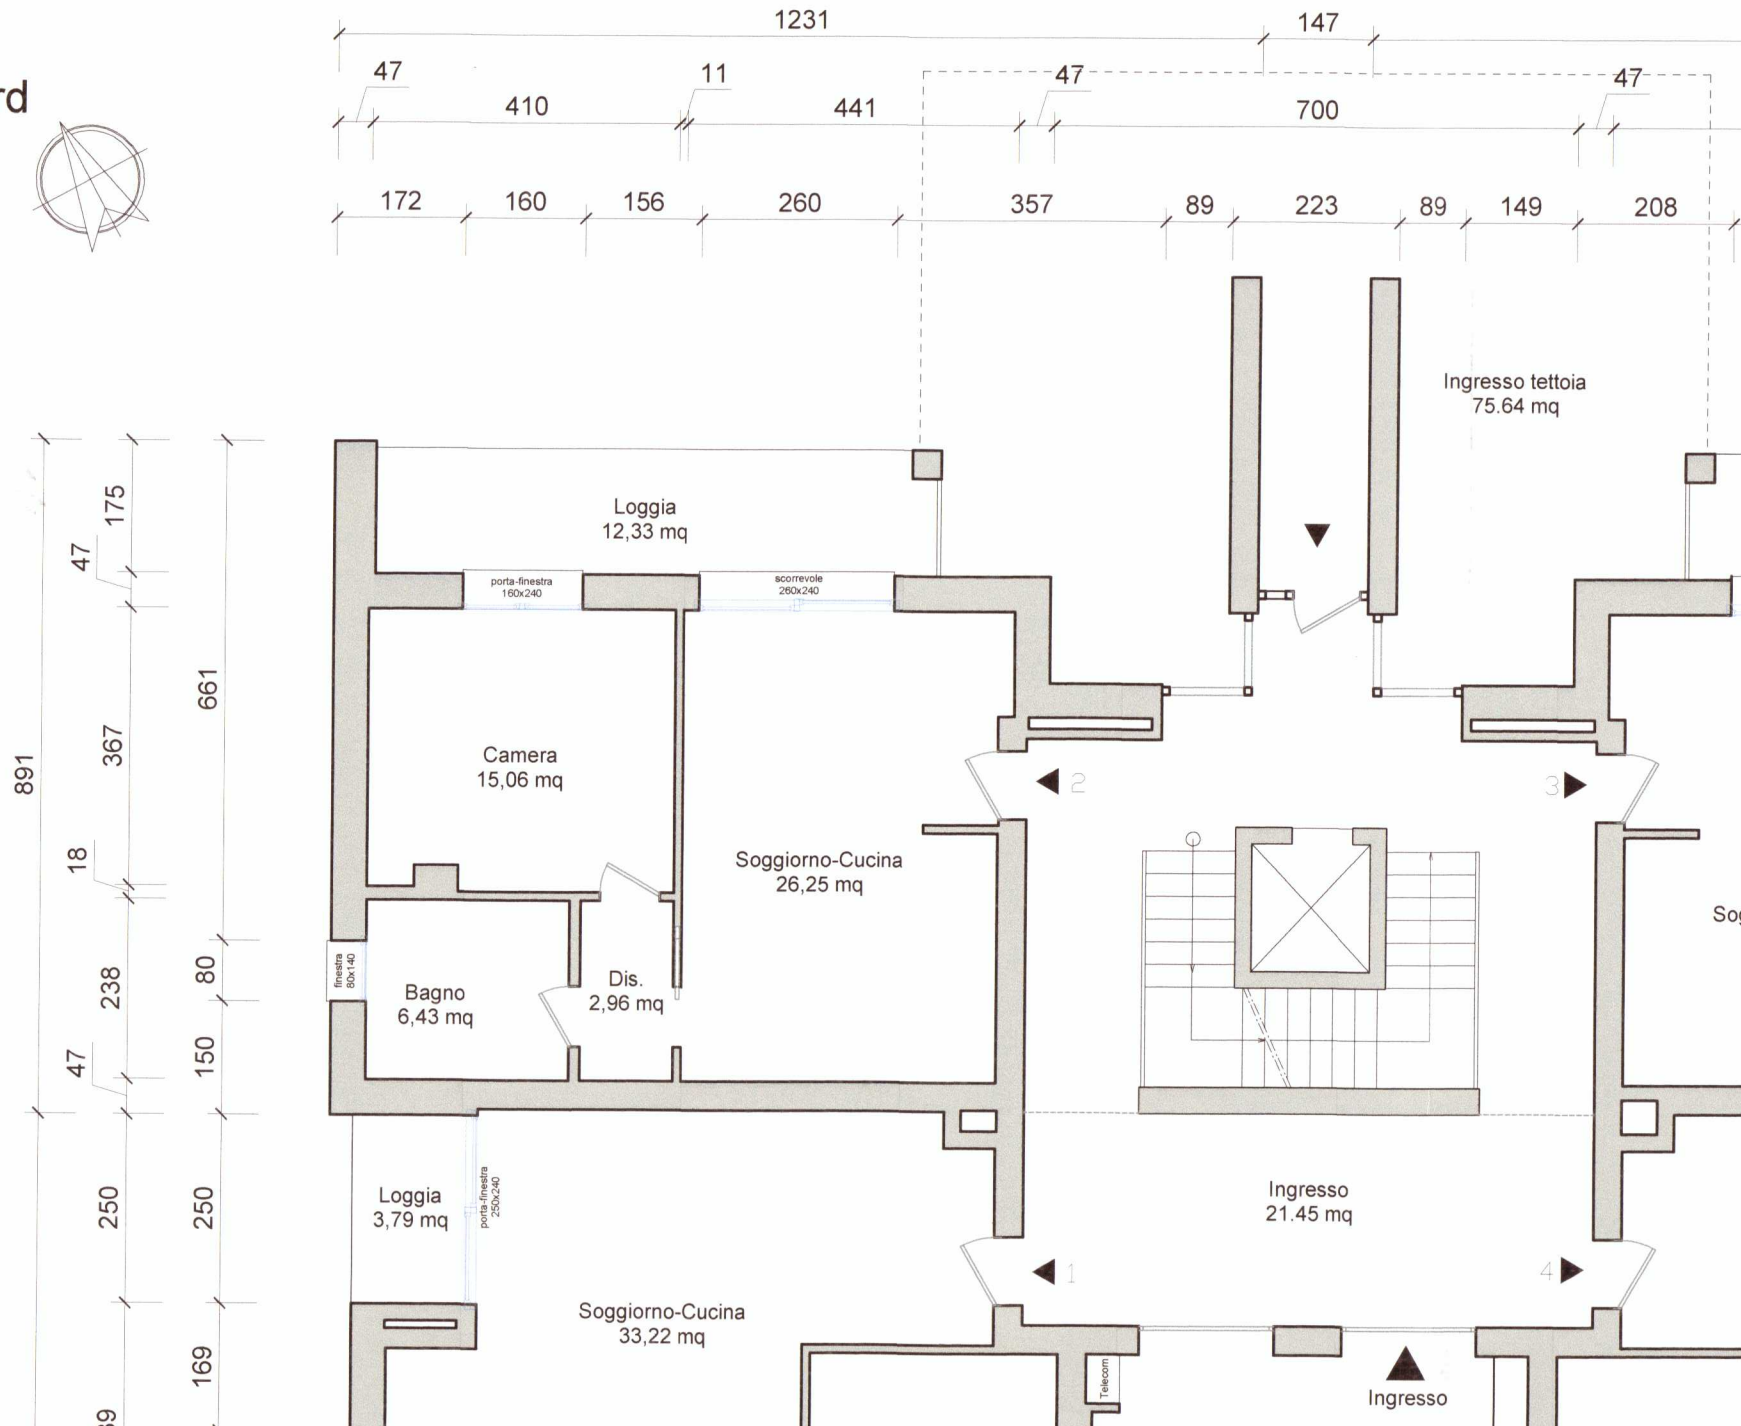 1231
147
47
11
47
47
rd
410
441
700
172
160
156
260
357
89
223
89
149
208
Ingresso tettoia
75.64 mq
Loggia
12,33 mq
175
47
porta-finestra
160x240
scorrevole
260x240
661
367
891
Camera
15,06 mq
2
3
18
Soggiorno-Cucina
26,25 mq
Sog
finestra
80x140
80
238
Bagno
6,43 mq
Dis.
2,96 mq
150
47
250
250
Loggia
3,79 mq
porta-finestra
250x240
Ingresso
21.45 mq
1
4
Soggiorno-Cucina
33,22 mq
169
Telecom
Ingresso
39